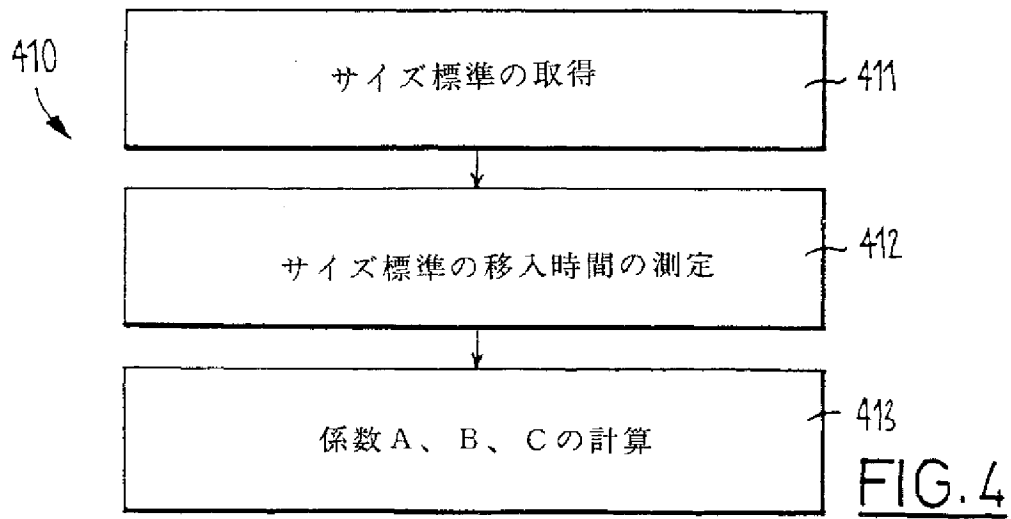 410
サイズ標準の取得
411
サイズ標準の移入時間の測定
412
係数A、B、Cの計算
413
FIG. 4